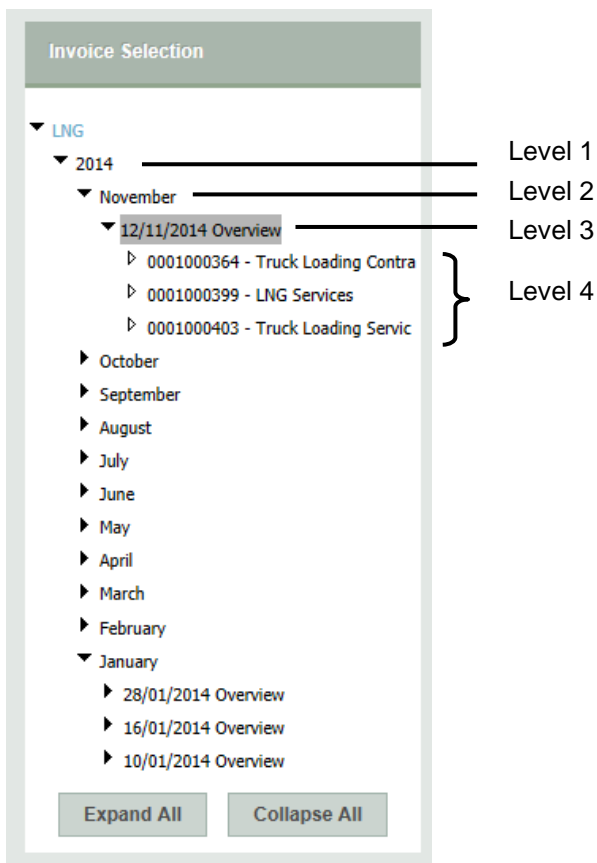 Invoice Selection
LNG
2014
Level 1
November
Level 2
12/11/2014 Overview
Level 3
0001000364 - Truck Loading Contra
0001000399 - LNG Services
Level 4
0001000403 - Truck Loading Servic
October
September
August
July
June
May
April
March
February
January
28/01/2014 Overview
16/01/2014 Overview
10/01/2014 Overview
Expand All
Collapse All